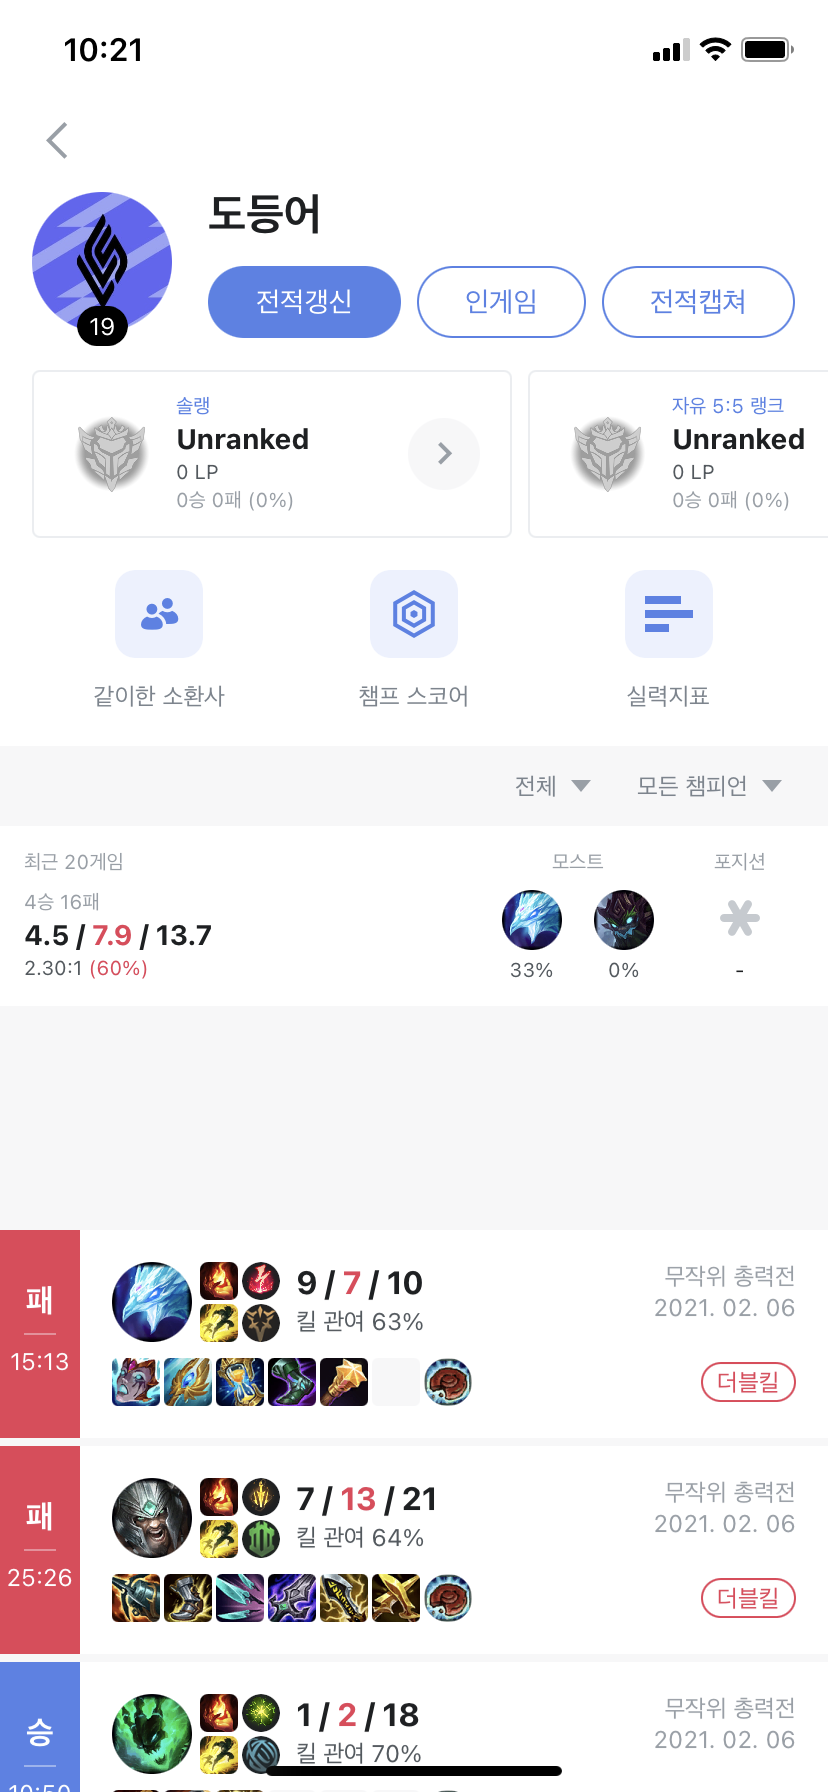 10:21
도등어
19
전적갱신
인게임
전적캡쳐
솔랭
Unranked
0 LP
0승 0패 (0%)
자유 5:5 랭크
Unranked
0 LP
0승 0패 (0%)
같이한 소환사
챔프 스코어
실력지표
전체
모든 챔피언
최근 20게임
4승 16패
4.5 / 7.9 / 13.7
2.30:1 (60%)
모스트
33%
0%
포지션
-
패
15:13
9 / 7 / 10
킬 관여 63%
무작위 총력전
2021. 02. 06
더블킬
패
25:26
7 / 13 / 21
킬 관여 64%
무작위 총력전
2021. 02. 06
더블킬
승
1 / 2 / 18
킬 관여 70%
무작위 총력전
2021. 02. 06